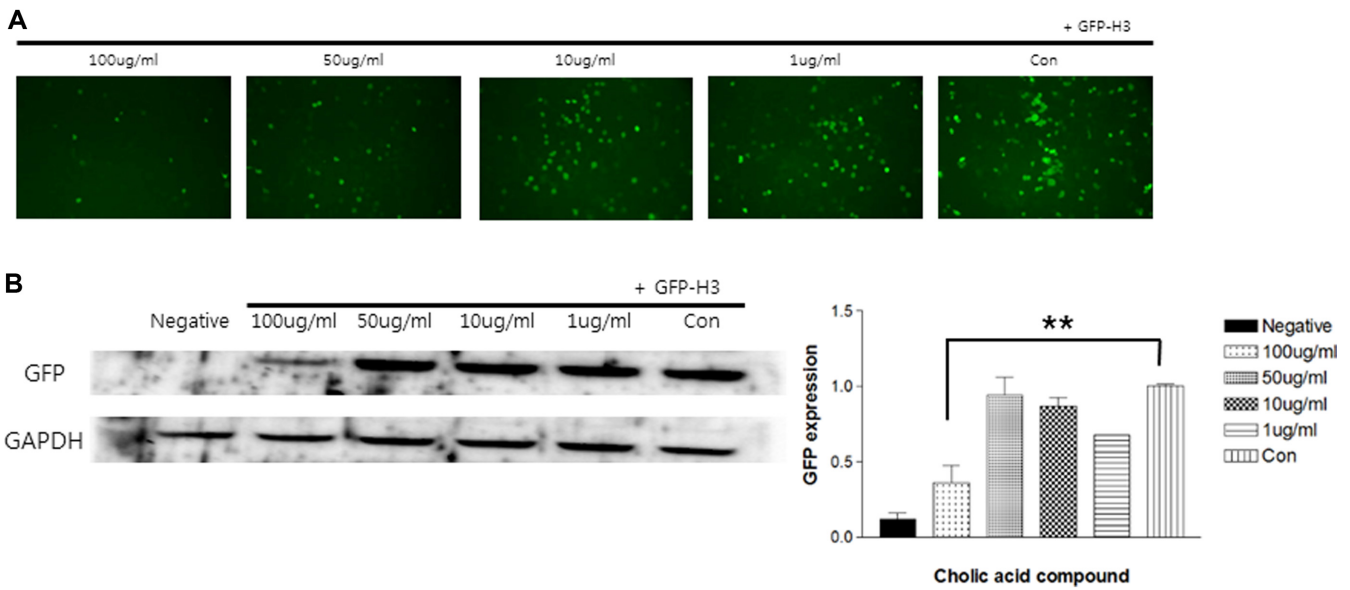 A
+ GFP-H3
100ug/ml 50ug/ml 10ug/ml 1ug/ml Con
B
+ GFP-H3
Negative 100ug/ml 50ug/ml 10ug/ml 1ug/ml Con
GFP
GAPDH
GFP expression
1.5
1.0
0.5
0.0
**
Cholic acid compound
Negative
100ug/ml
50ug/ml
10ug/ml
1ug/ml
Con